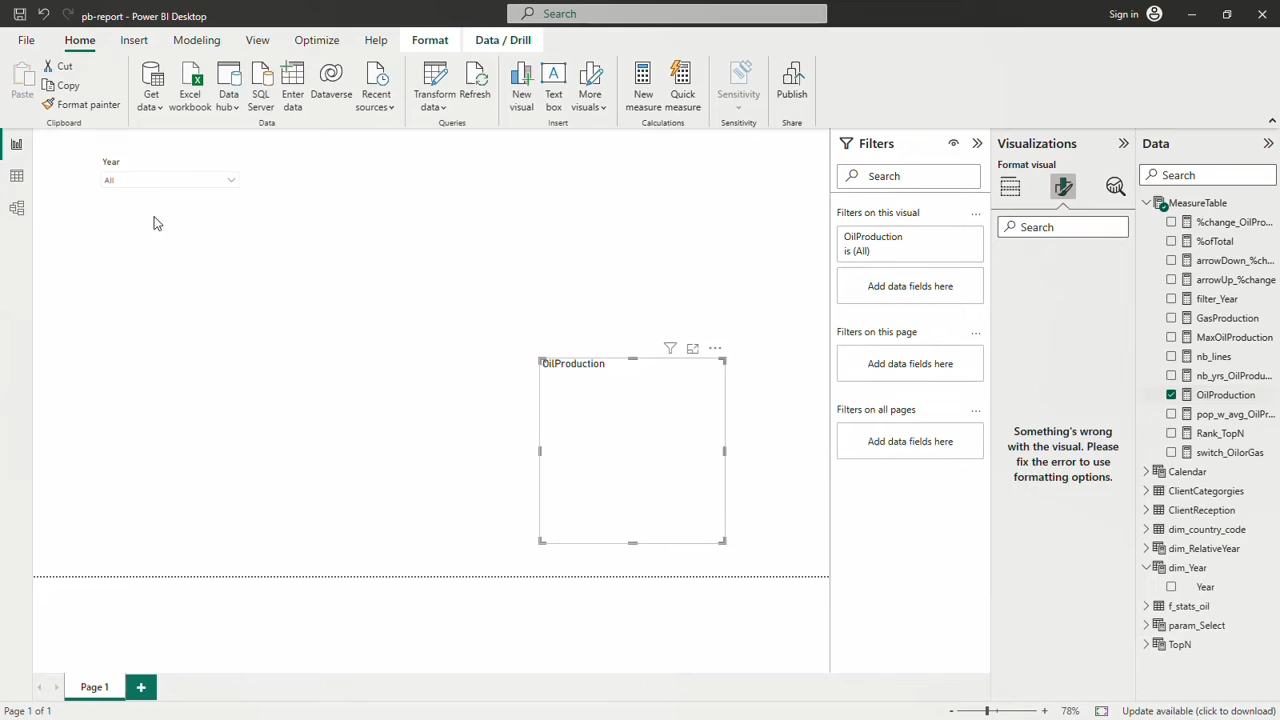 pb-report - Power BI Desktop
Search
Sign in
File
Home
Insert
Modeling
View
Optimize
Help
Format
Data / Drill
Paste
Cut
Copy
Format painter
Clipboard
Get data
Excel workbook
Data hub
SQL Server
Enter data
Dataverse
Recent sources
Data
Transform data
Refresh
Queries
New visual
Text box
More visuals
Insert
New measure
Quick measure
Calculations
Sensitivity
Sensitivity
Publish
Share
Year
All
OilProduction
Filters
Search
Filters on this visual
OilProduction
is (All)
Add data fields here
Filters on this page
Add data fields here
Filters on all pages
Add data fields here
Visualizations
Format visual
Search
Something's wrong
with the visual. Please
fix the error to use
formatting options.
Data
Search
MeasureTable
%change_OilPro...
%ofTotal
arrowDown_%ch...
arrowUp_%change
filter_Year
GasProduction
MaxOilProduction
nb_lines
nb_yrs_OilProdu...
OilProduction
pop_w_avg_OilPr...
Rank_TopN
switch_OilorGas
Calendar
ClientCategorgies
ClientReception
dim_country_code
dim_RelativeYear
dim_Year
Year
f_stats_oil
param_Select
TopN
Page 1
Page 1 of 1
78%
Update available (click to download)